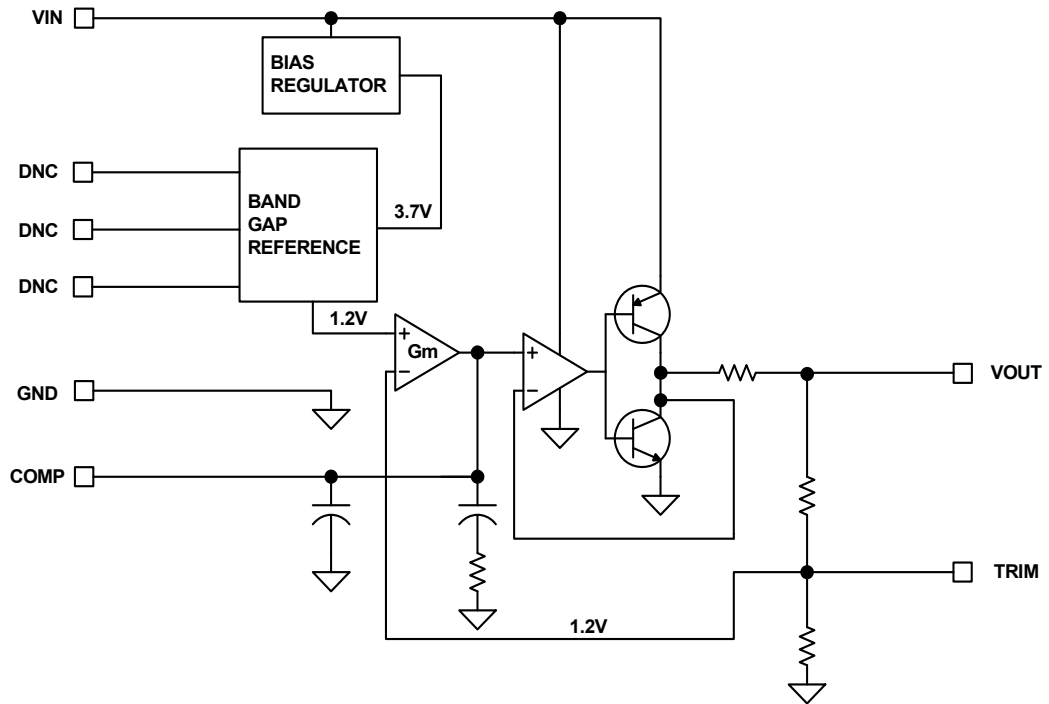 VIN
BIAS
REGULATOR
DNC
BAND
GAP
REFERENCE
3.7V
DNC
DNC
1.2V
+
Gm
−
+
−
GND
VOUT
COMP
TRIM
1.2V